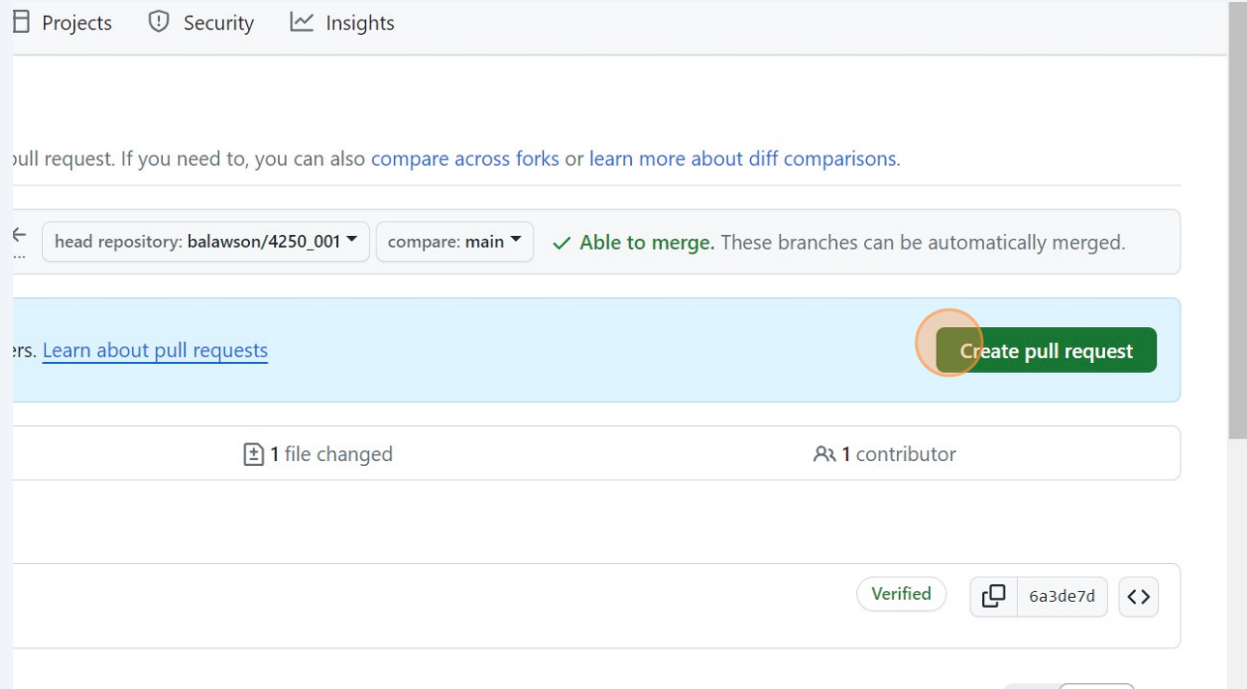 Projects Security Insights
pull request. If you need to, you can also compare across forks or learn more about diff comparisons.
... head repository: balawson/4250_001 compare: main Able to merge. These branches can be automatically merged.
Learn about pull requests Create pull request
1 file changed 1 contributor
Verified 6a3de7d